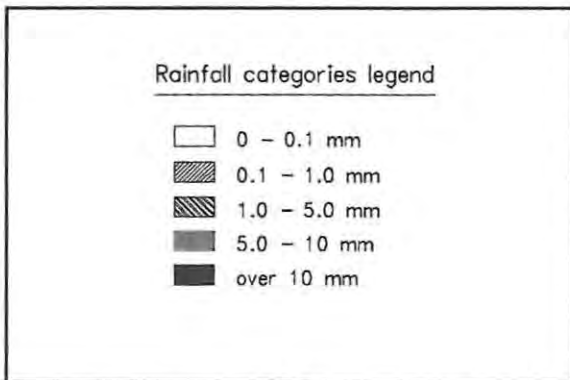 Rainfall categories legend
0 – 0.1 mm
0.1 – 1.0 mm
1.0 – 5.0 mm
5.0 – 10 mm
over 10 mm